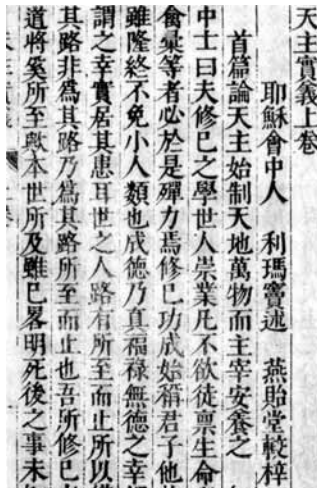 天主實義上卷
耶穌會中人 利瑪竇述 燕貽堂較梓
首篇論天主始制天地萬物而主宰安養之
中士曰夫修己之學世人崇業凡不欲徒稟生命
禽彙等者必於是殫力焉修己功成始稱君子他
雖隆終不免小人類也成德乃真福祿無德之幸
謂之幸實居其患耳世之人路有所至而止所以
其路非爲其路乃爲其路所至而止也吾所修己
道將奚所至歟本世所及雖已畧明死後之事未